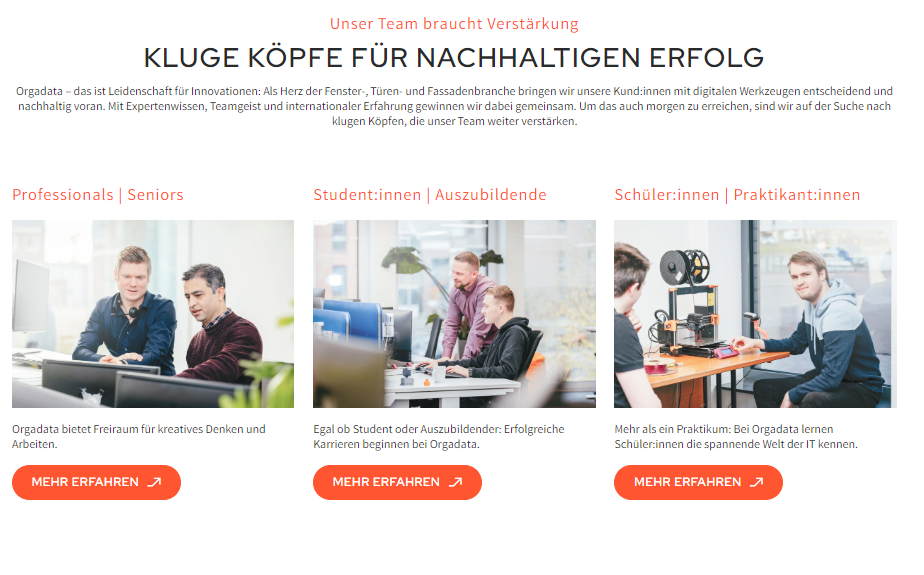 Unser Team braucht Verstärkung
KLUGE KÖPFE FÜR NACHHALTIGEN ERFOLG
Orgadata – das ist Leidenschaft für Innovationen: Als Herz der Fenster-, Türen- und Fassadenbranche bringen wir unsere Kund:innen mit digitalen Werkzeugen entscheidend und
nachhaltig voran. Mit Expertenwissen, Teamgeist und internationaler Erfahrung gewinnen wir dabei gemeinsam. Um das auch morgen zu erreichen, sind wir auf der Suche nach
klugen Köpfen, die unser Team weiter verstärken.
Professionals | Seniors
Orgadata bietet Freiraum für kreatives Denken und
Arbeiten.
MEHR ERFAHREN
Student:innen | Auszubildende
Egal ob Student oder Auszubildender: Erfolgreiche
Karrieren beginnen bei Orgadata.
MEHR ERFAHREN
Schüler:innen | Praktikant:innen
Mehr als ein Praktikum: Bei Orgadata lernen
Schüler:innen die spannende Welt der IT kennen.
MEHR ERFAHREN